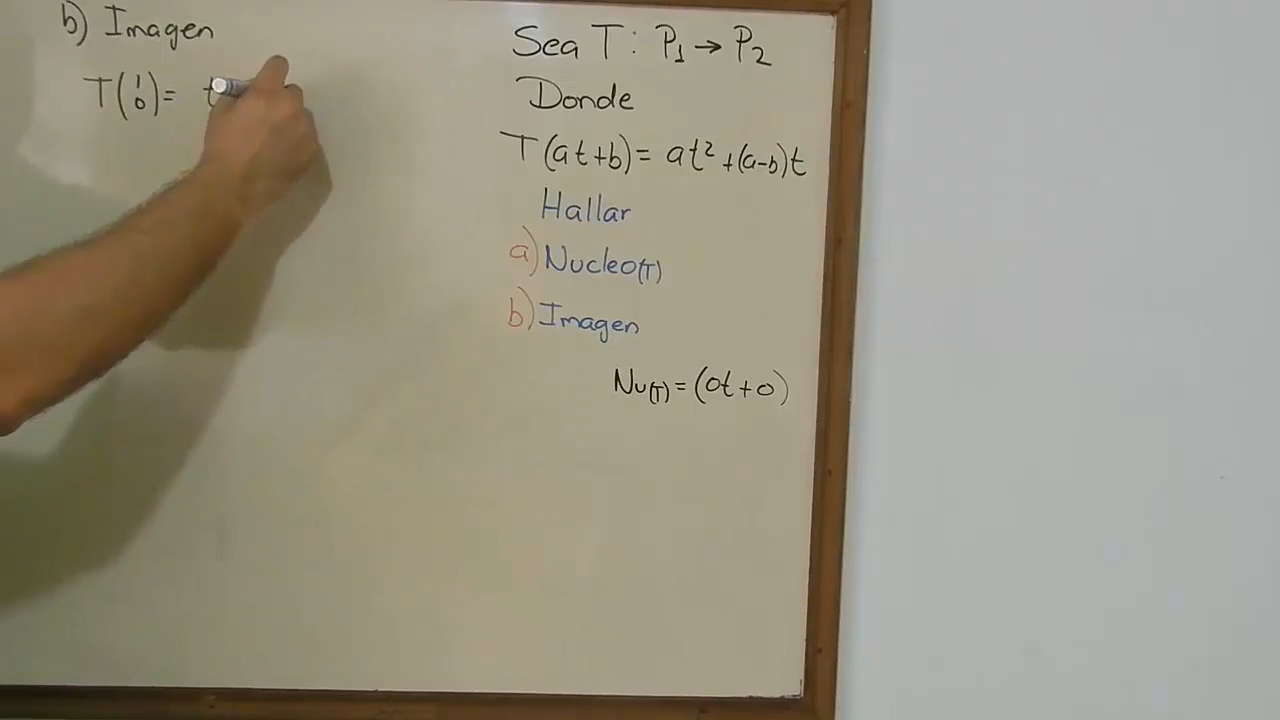 b) Imagen
T(1 0)= t
Sea T: P₁ → P₂
Donde
T(at+b)= at²+(a-b)t
Hallar
a) Nucleo(T)
b) Imagen
Nu(T)=(0t+0)